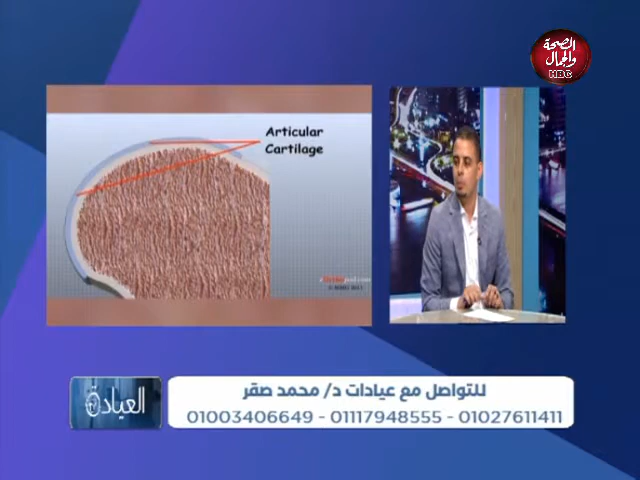 الصحة
والجمال
HBC
Articular
Cartilage
العيادة
للتواصل مع عيادات د/ محمد صقر
01003406649 - 01117948555 - 01027611411